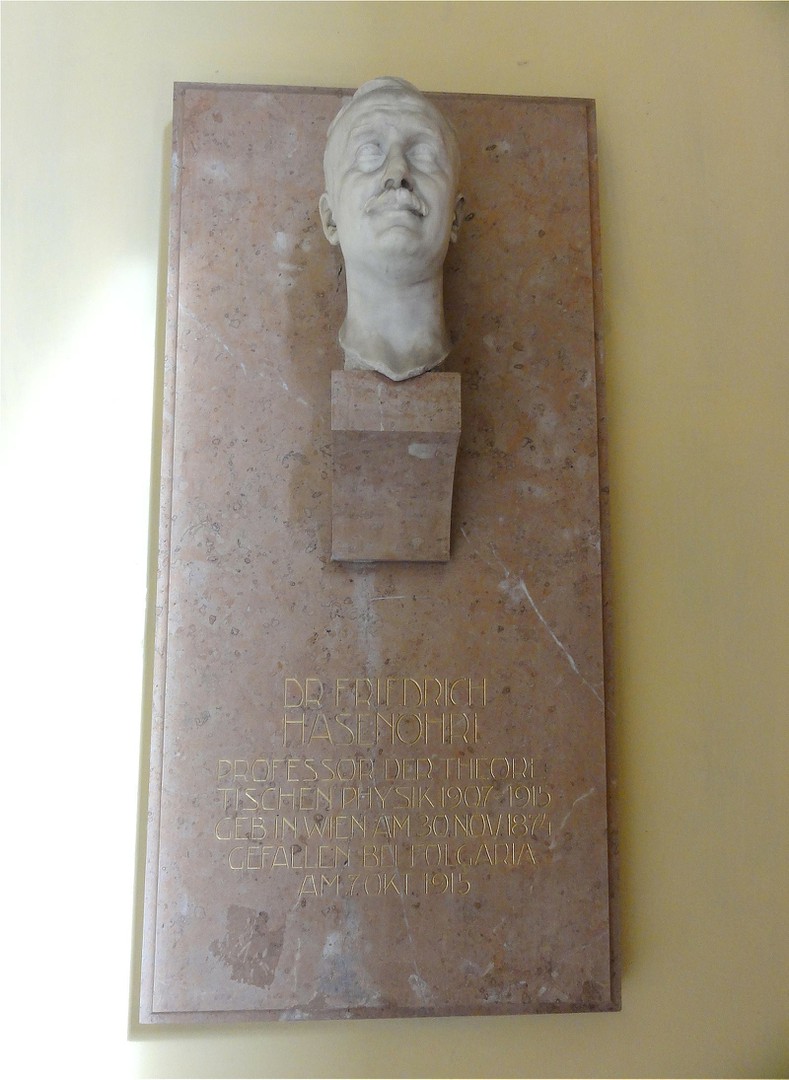 DR FRIEDRICH
HASENÖHRL
PROFESSOR DER THEORE
TISCHEN PHYSIK 1907-1915
GEB IN WIEN AM 30. NOV. 1874
GEFALLEN BEI FOLGARIA
AM 7. OKT. 1915